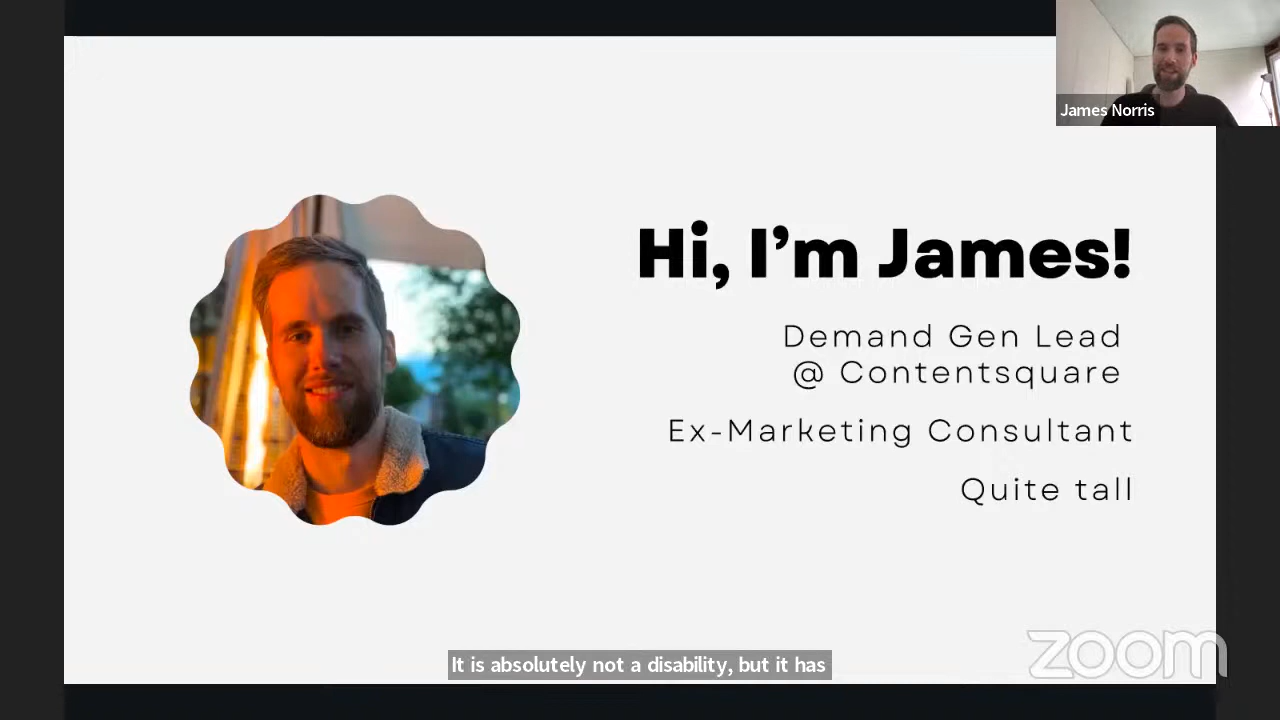 James Norris
Hi, I'm James!
Demand Gen Lead
@ Contentsquare
Ex-Marketing Consultant
Quite tall
It is absolutely not a disability, but it has
zoom